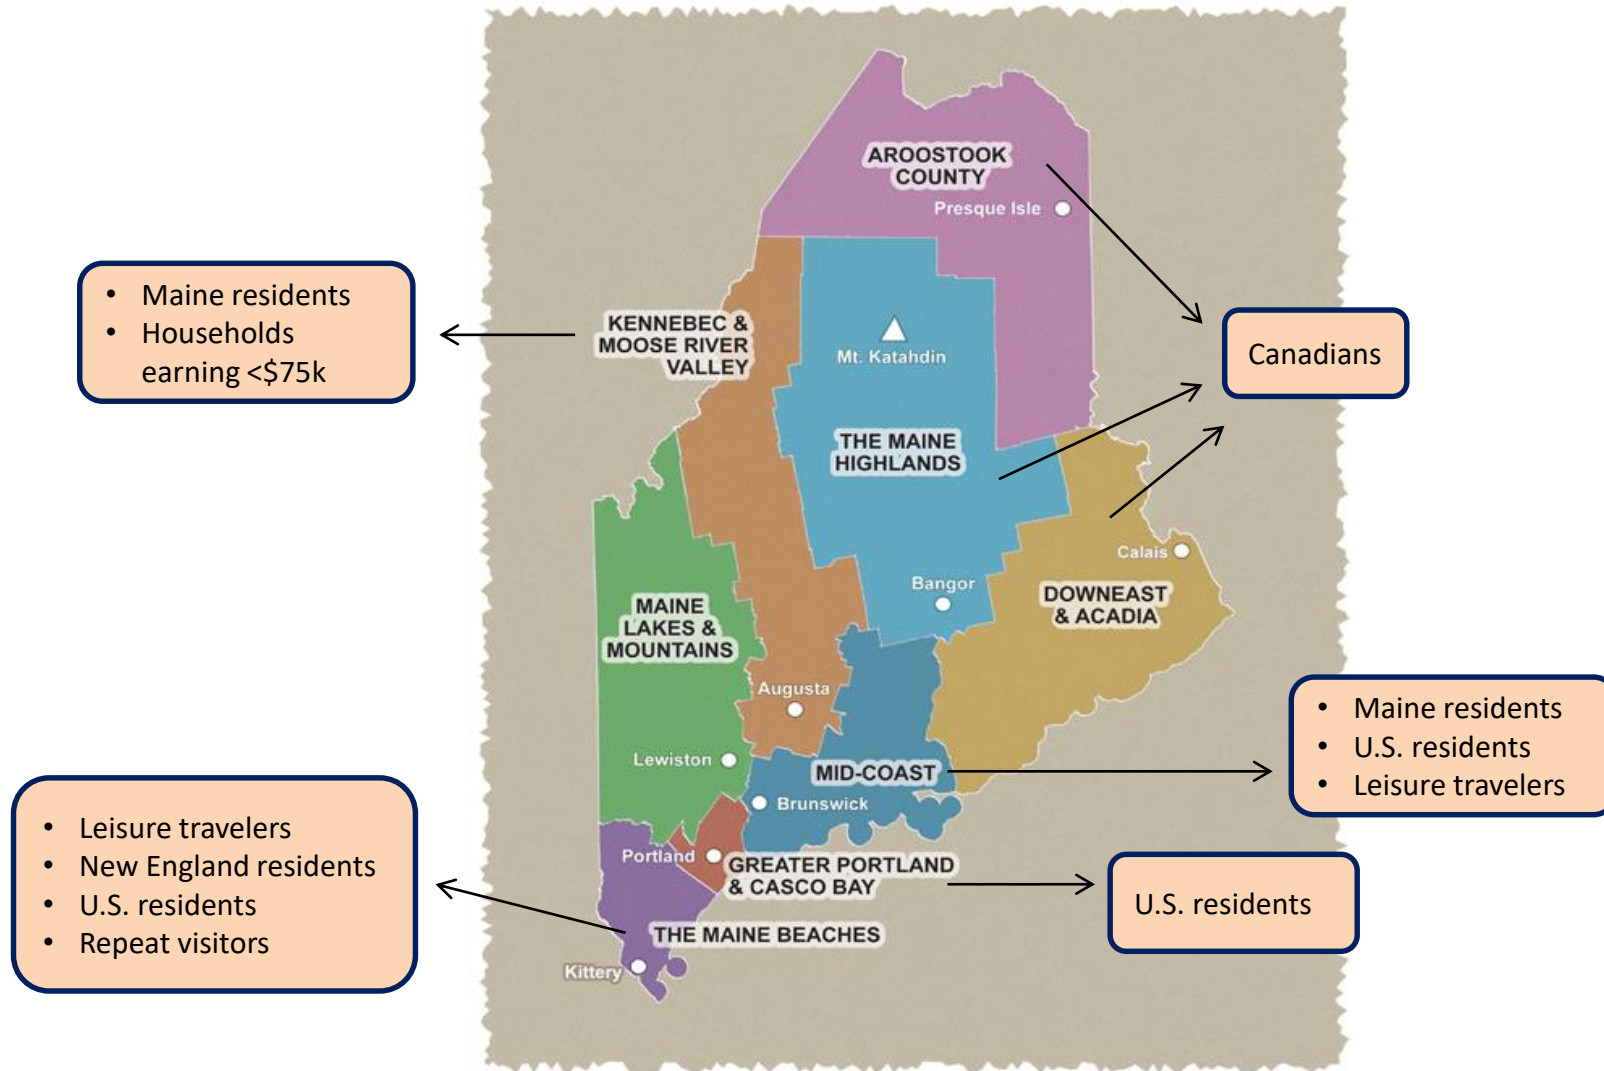 AROOSTOOK
COUNTY
Presque Isle
• Maine residents
• Households
earning <$75k
KENNEBEC &
MOOSE RIVER
VALLEY
Mt. Katahdin
Canadians
THE MAINE
HIGHLANDS
Calais
Bangor
DOWNEAST
& ACADIA
MAINE
LAKES &
MOUNTAINS
Augusta
• Maine residents
• U.S. residents
• Leisure travelers
Lewiston
MID-COAST
Brunswick
• Leisure travelers
• New England residents
• U.S. residents
• Repeat visitors
Portland
GREATER PORTLAND
& CASCO BAY
U.S. residents
THE MAINE BEACHES
Kittery